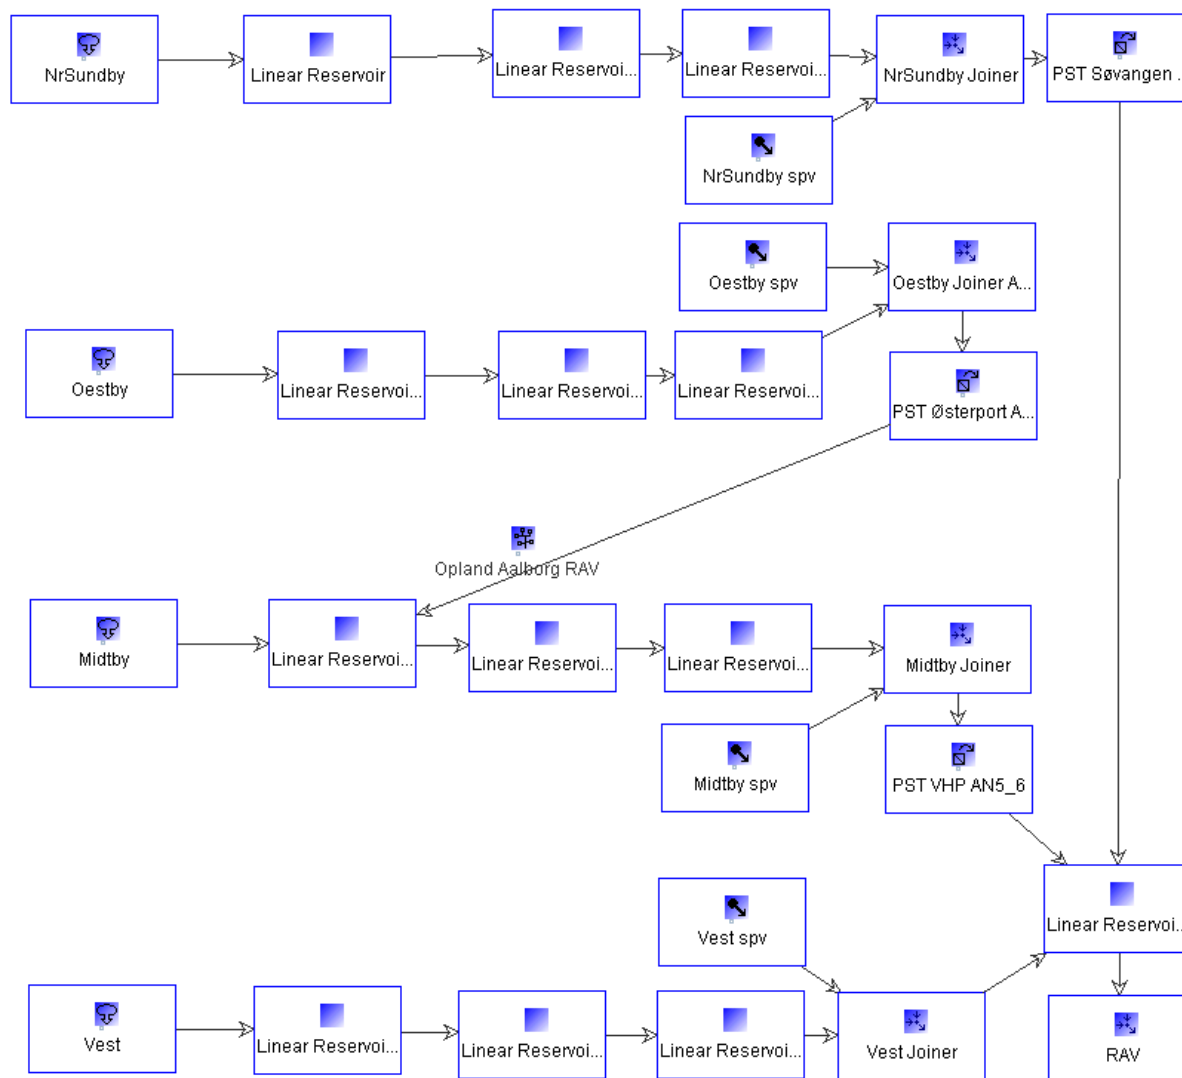 NrSundby
Linear Reservoir
Linear Reservoi...
Linear Reservoi...
NrSundby Joiner
PST Søvangen ..
NrSundby spv
Oestby spv
Oestby Joiner A...
Oestby
Linear Reservoi...
Linear Reservoi...
Linear Reservoi...
PST Østerport A...
Opland Aalborg RAV
Midtby
Linear Reservoi...
Linear Reservoi...
Linear Reservoi...
Midtby Joiner
Midtby spv
PST VHP AN5_6
Vest spv
Linear Reservoi...
Vest
Linear Reservoi...
Linear Reservoi...
Linear Reservoi...
Vest Joiner
RAV